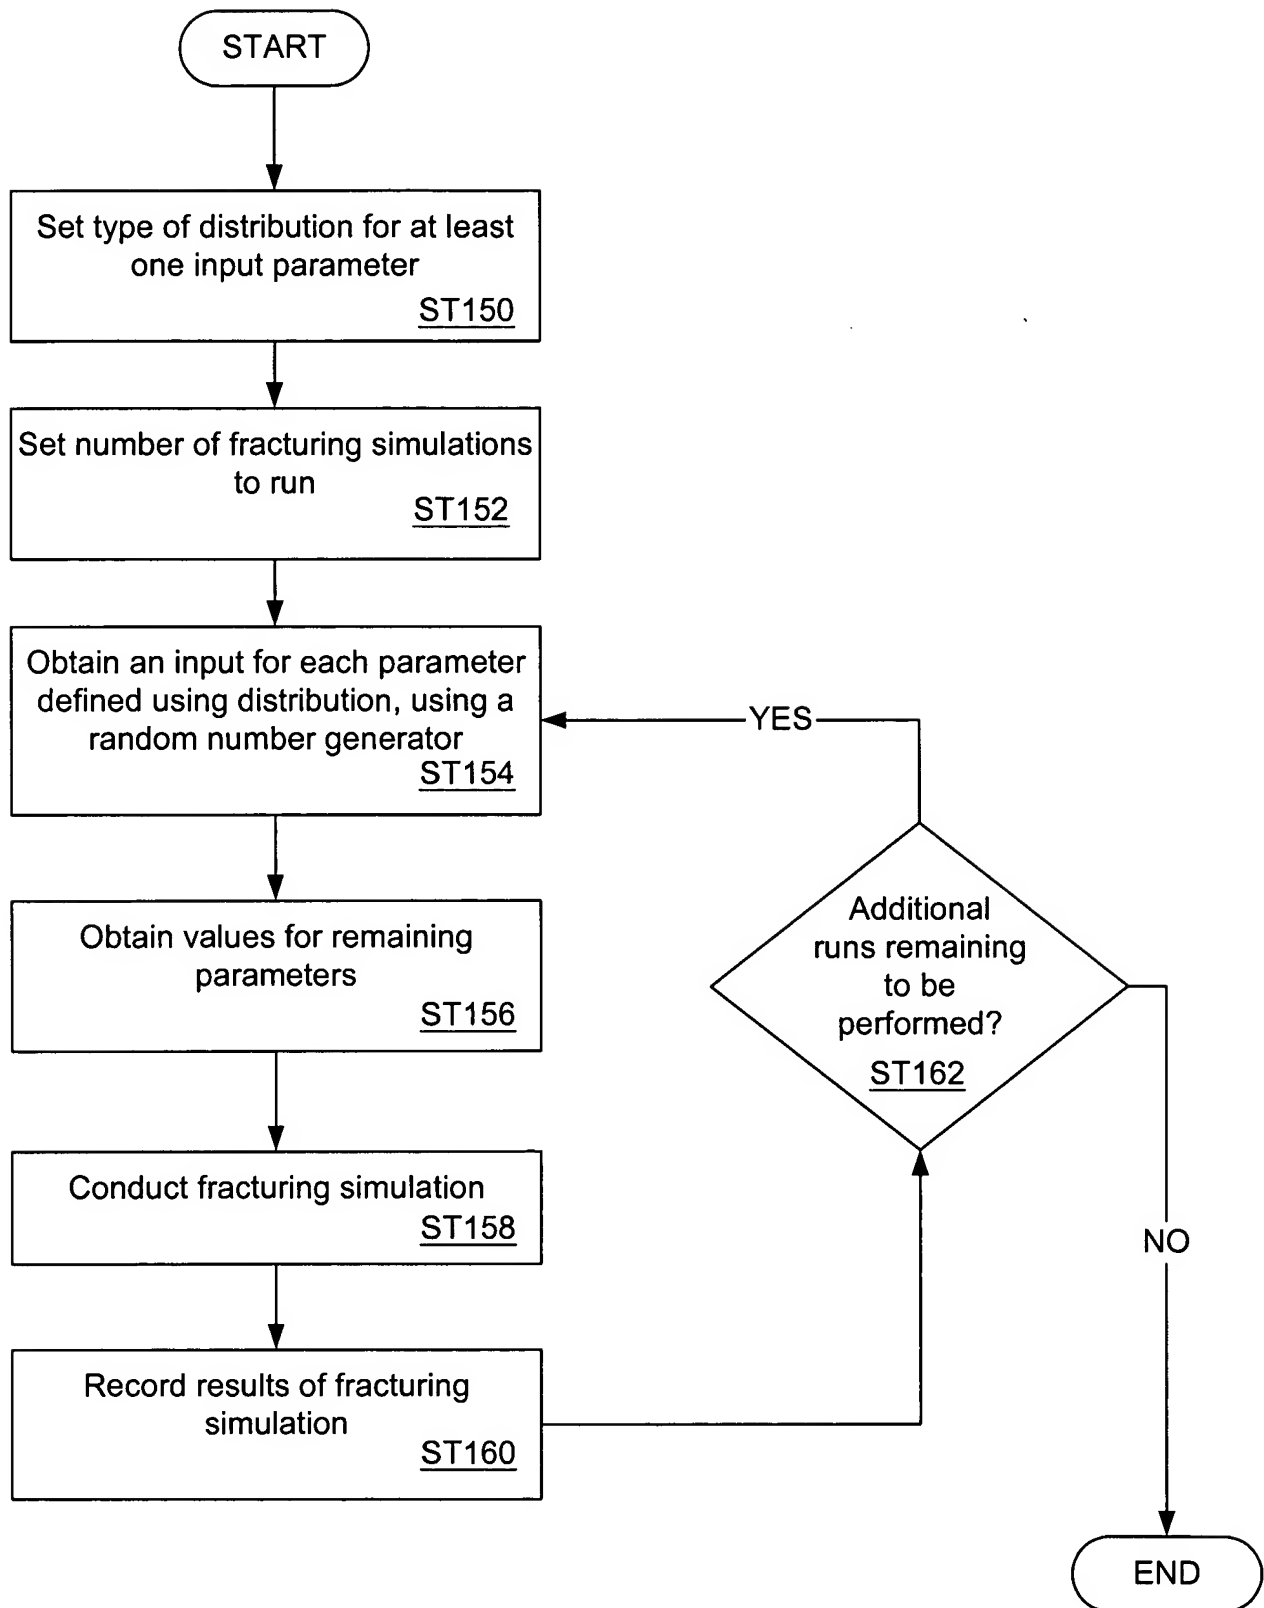 START
Set type of distribution for at least
one input parameter
ST150
Set number of fracturing simulations
to run
ST152
Obtain an input for each parameter
defined using distribution, using a
random number generator
ST154
YES
Obtain values for remaining
parameters
ST156
Additional
runs remaining
to be
performed?
ST162
Conduct fracturing simulation
ST158
NO
Record results of fracturing
simulation
ST160
END